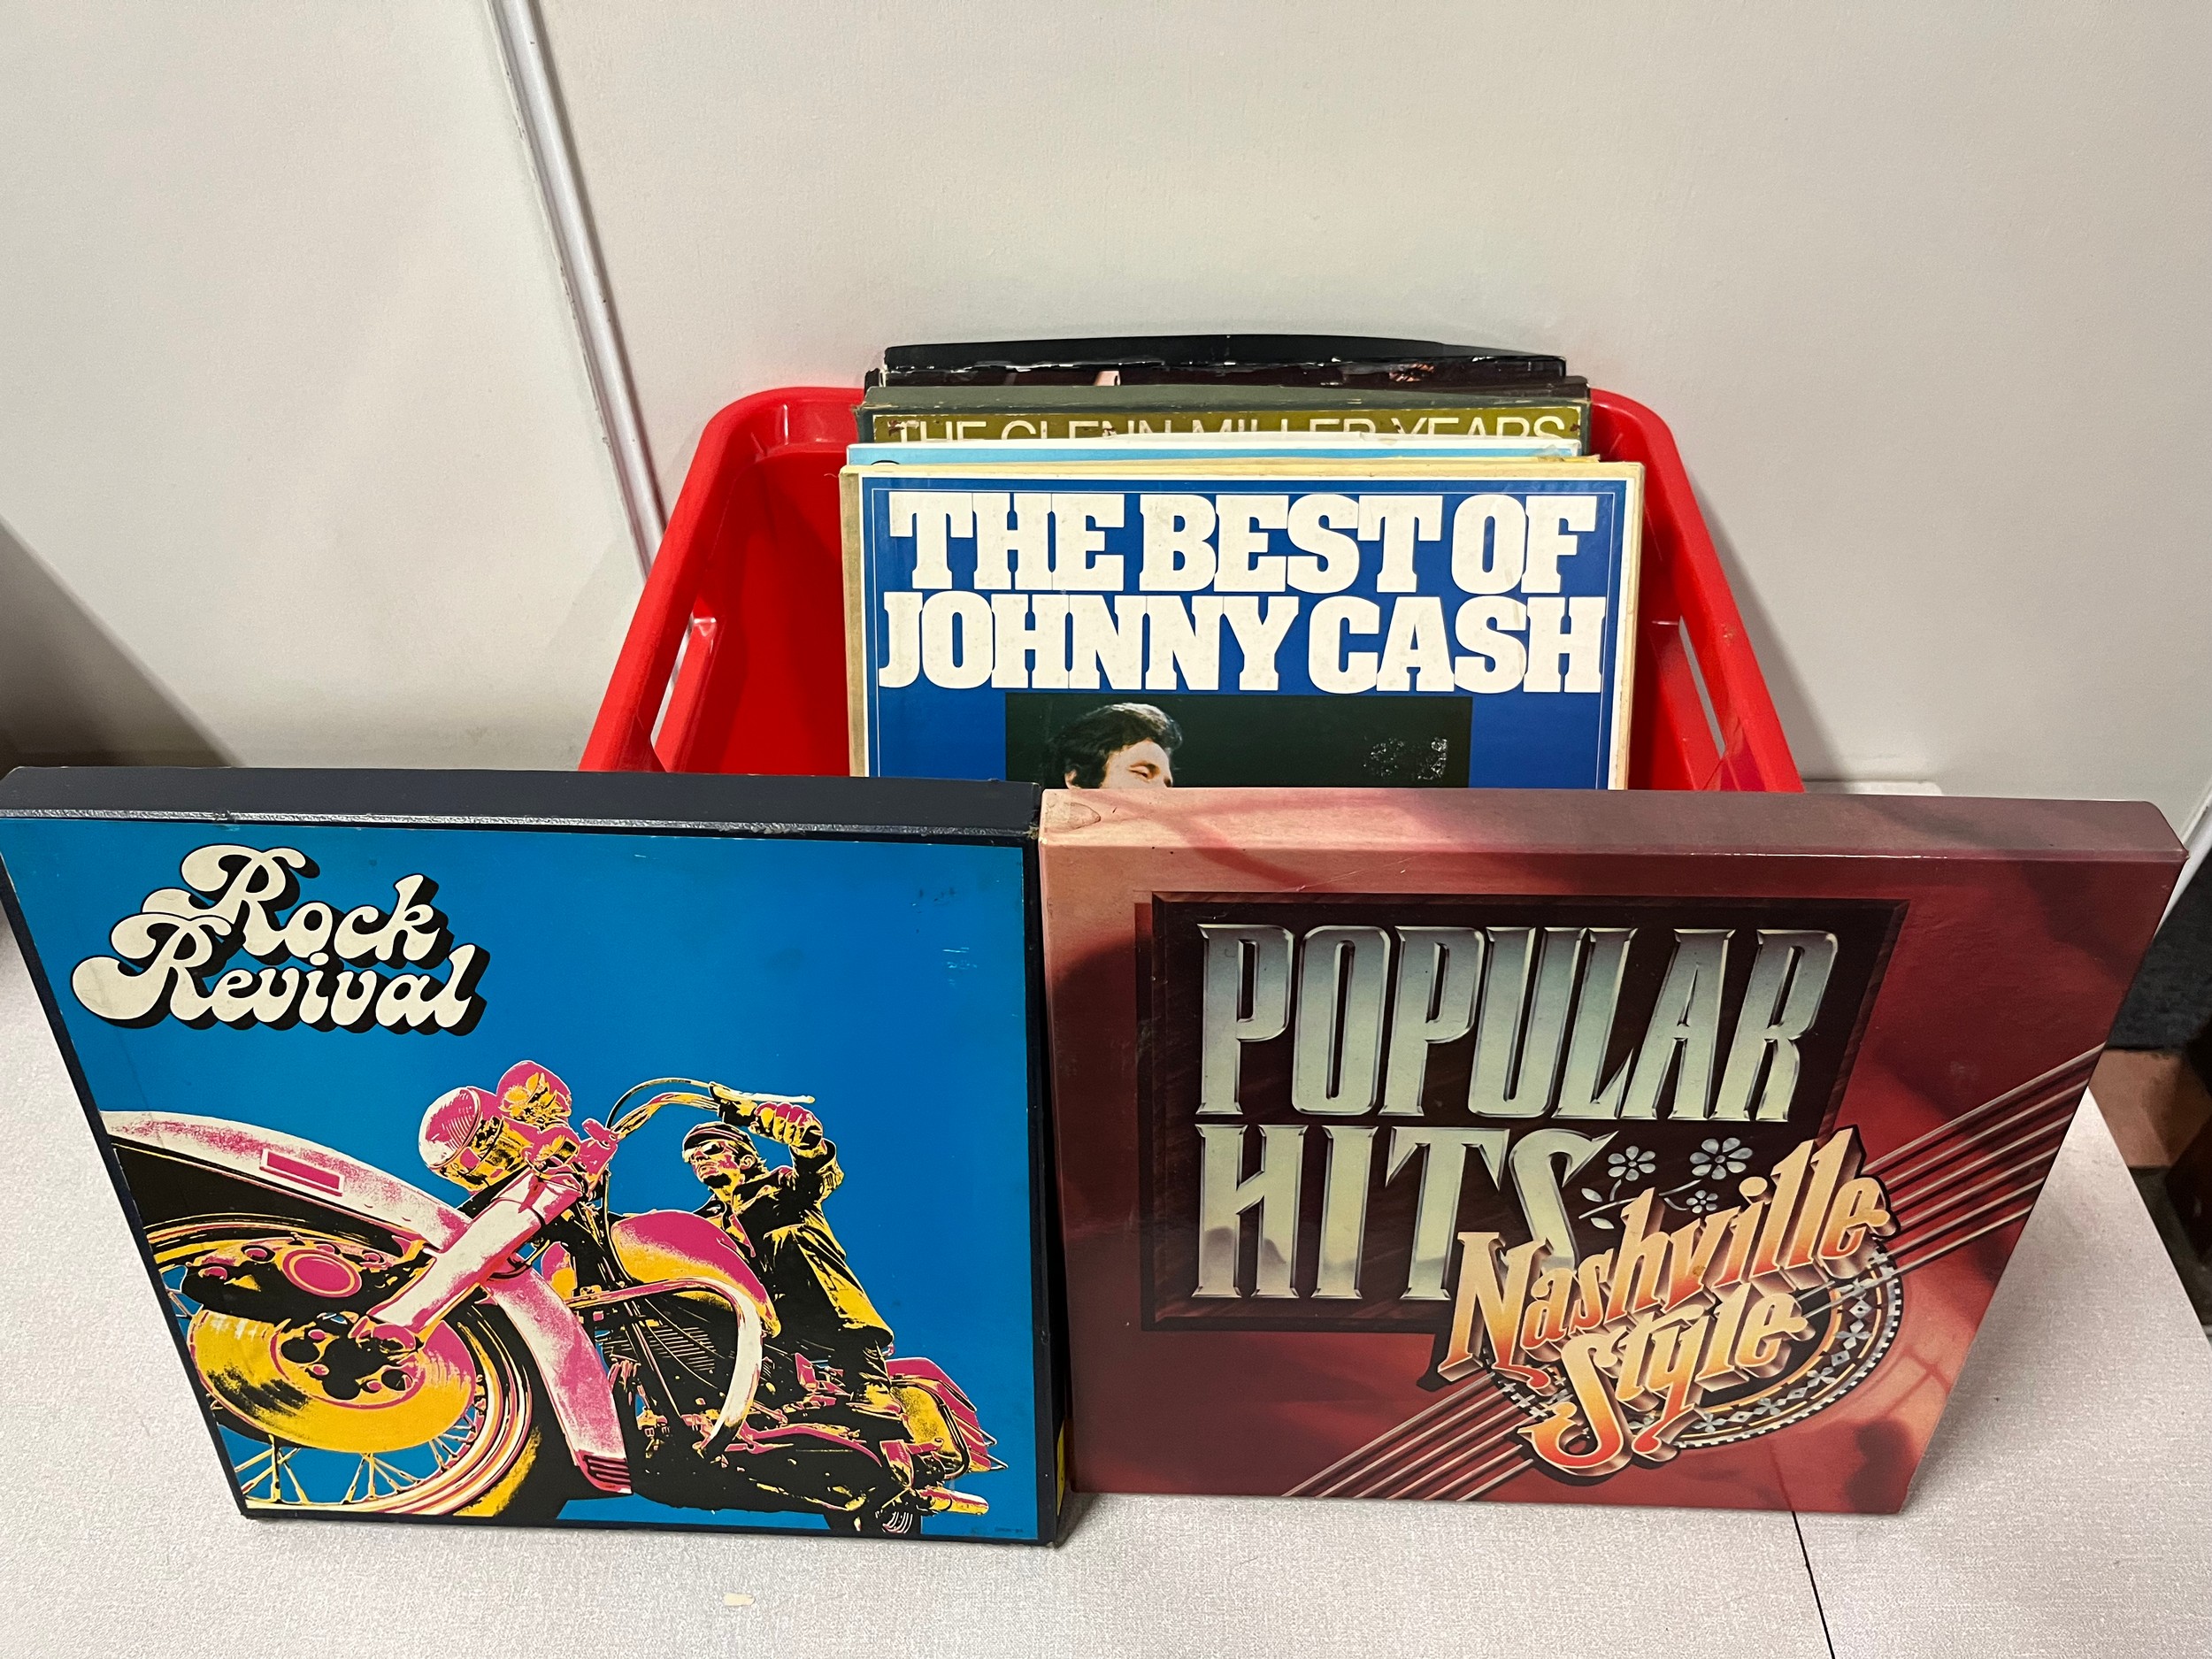 THE GLENN MILLER YEARS
THE BEST OF
JOHNNY CASH
Rock
Revival
POPULAR
HITS
Nashville
Style